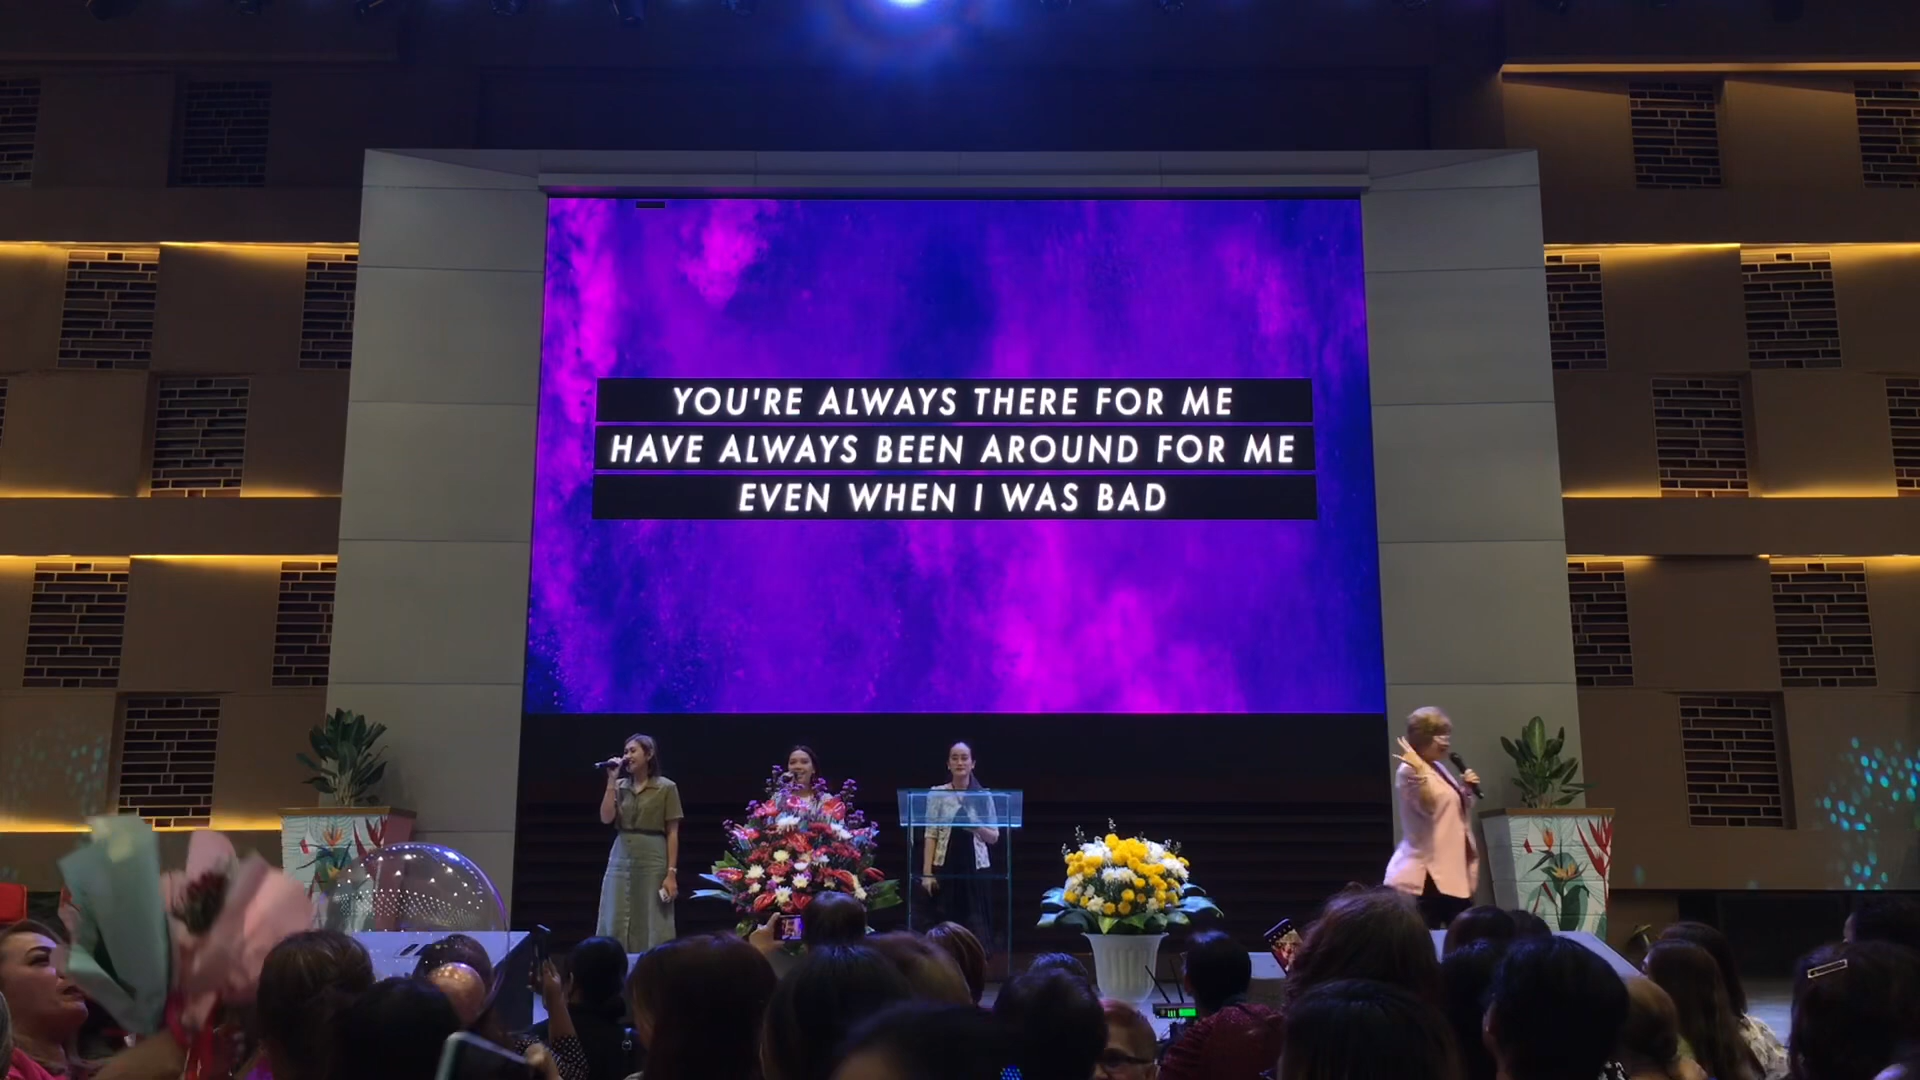 YOU'RE ALWAYS THERE FOR ME
HAVE ALWAYS BEEN AROUND FOR ME
EVEN WHEN I WAS BAD